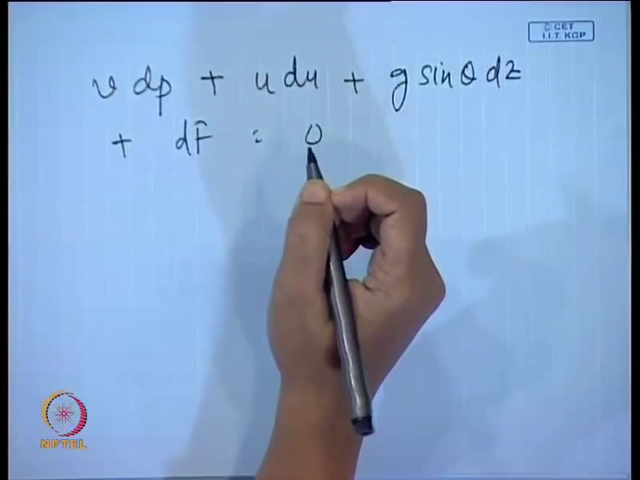 © CET
I.I.T. KGP
v dp + u du + g sin θ dz
+ dF = 0
NPTEL